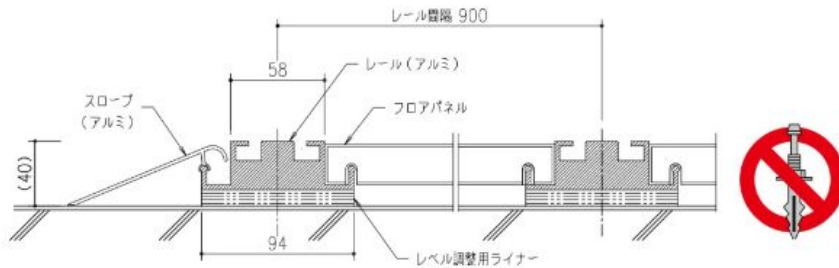 レール間隔 900
58
レール(アルミ)
スロープ
(アルミ)
フロアパネル
(40)
94
レベル調整用ライナー